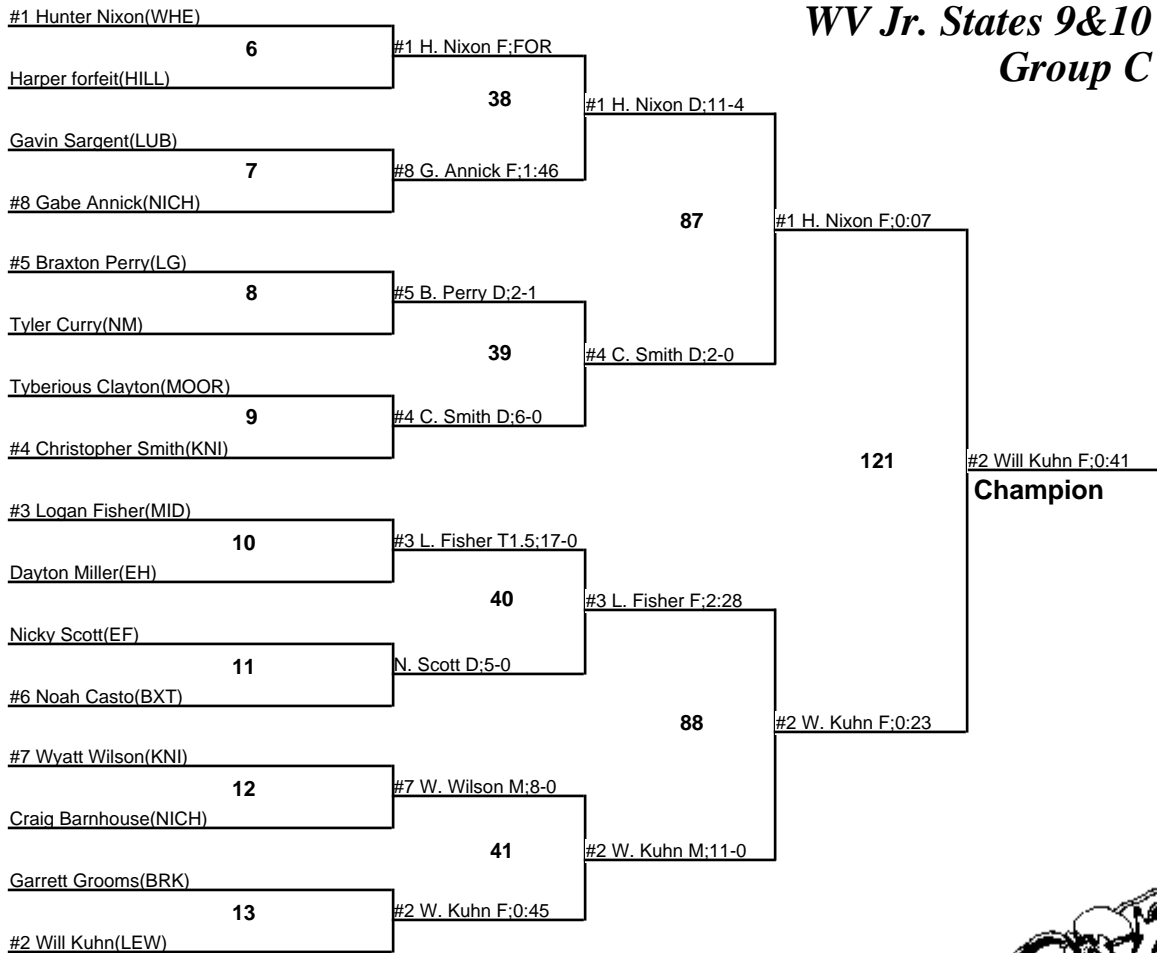 WV Jr. States 9&10
Group C
#1 Hunter Nixon(WHE)
6
#1 H. Nixon F;FOR
Harper forfeit(HILL)
38
#1 H. Nixon D;11-4
Gavin Sargent(LUB)
7
#8 G. Annick F;1:46
#8 Gabe Annick(NICH)
87
#1 H. Nixon F;0:07
#5 Braxton Perry(LG)
8
#5 B. Perry D;2-1
Tyler Curry(NM)
39
#4 C. Smith D;2-0
Tyberious Clayton(MOOR)
9
#4 C. Smith D;6-0
#4 Christopher Smith(KNI)
121
#2 Will Kuhn F;0:41
Champion
#3 Logan Fisher(MID)
10
#3 L. Fisher T1.5;17-0
Dayton Miller(EH)
40
#3 L. Fisher F;2:28
Nicky Scott(EF)
11
N. Scott D;5-0
#6 Noah Casto(BXT)
88
#2 W. Kuhn F;0:23
#7 Wyatt Wilson(KNI)
12
#7 W. Wilson M;8-0
Craig Barnhouse(NICH)
41
#2 W. Kuhn M;11-0
Garrett Grooms(BRK)
13
#2 W. Kuhn F;0:45
#2 Will Kuhn(LEW)